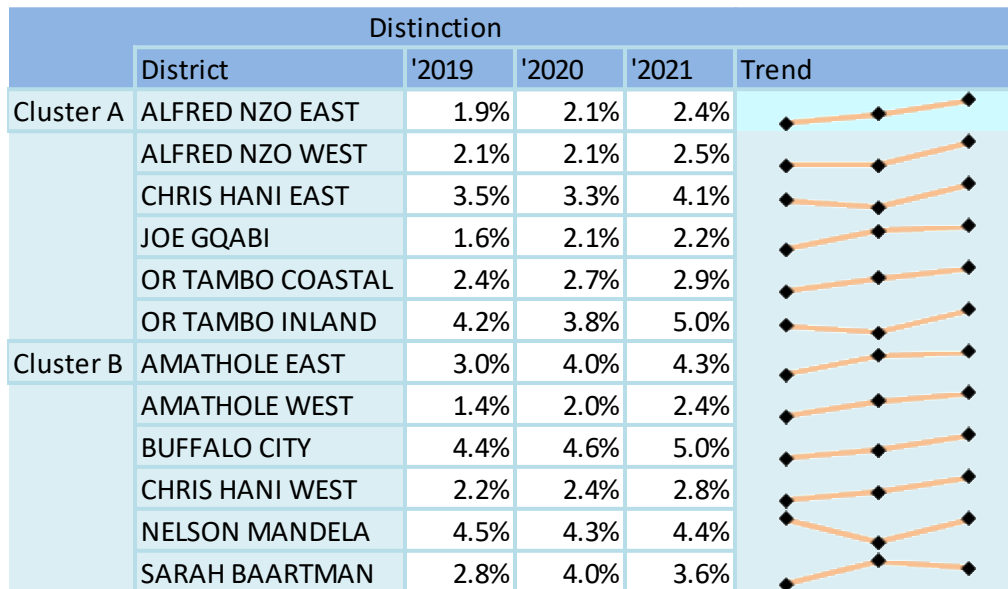 Distinction
District '2019 '2020 '2021 Trend
Cluster A ALFRED NZO EAST 1.9% 2.1% 2.4%
ALFRED NZO WEST 2.1% 2.1% 2.5%
CHRIS HANI EAST 3.5% 3.3% 4.1%
JOE GQABI 1.6% 2.1% 2.2%
OR TAMBO COASTAL 2.4% 2.7% 2.9%
OR TAMBO INLAND 4.2% 3.8% 5.0%
Cluster B AMATHOLE EAST 3.0% 4.0% 4.3%
AMATHOLE WEST 1.4% 2.0% 2.4%
BUFFALO CITY 4.4% 4.6% 5.0%
CHRIS HANI WEST 2.2% 2.4% 2.8%
NELSON MANDELA 4.5% 4.3% 4.4%
SARAH BAARTMAN 2.8% 4.0% 3.6%